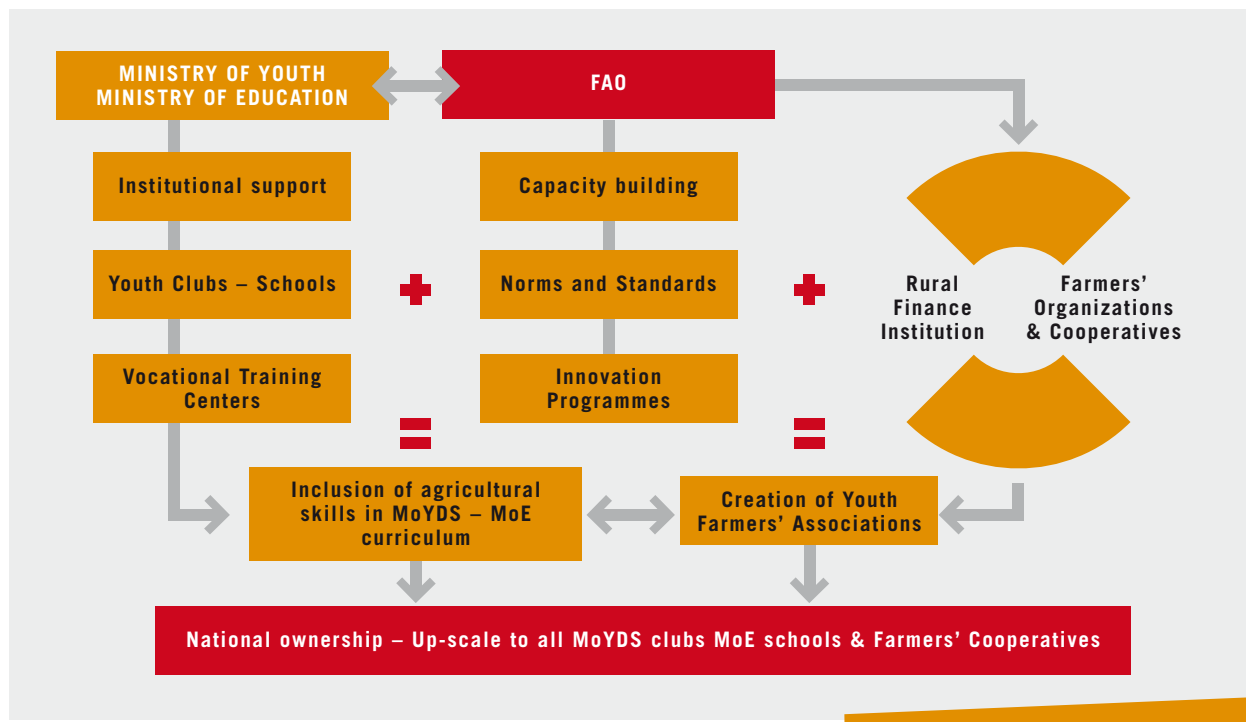 MINISTRY OF YOUTH
MINISTRY OF EDUCATION
FAO
Institutional support
Capacity building
Youth Clubs – Schools
Norms and Standards
Rural
Finance
Institution
Farmers'
Organizations
& Cooperatives
Vocational Training
Centers
Innovation
Programmes
Inclusion of agricultural
skills in MoYDS – MoE
curriculum
Creation of Youth
Farmers' Associations
National ownership – Up-scale to all MoYDS clubs MoE schools & Farmers' Cooperatives